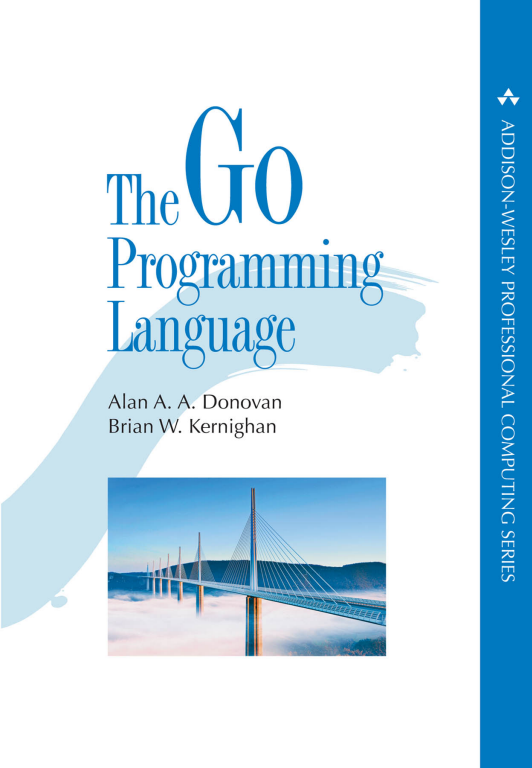 The Go
Programming
Language
Alan A. A. Donovan
Brian W. Kernighan
ADDISON-WESLEY PROFESSIONAL COMPUTING SERIES